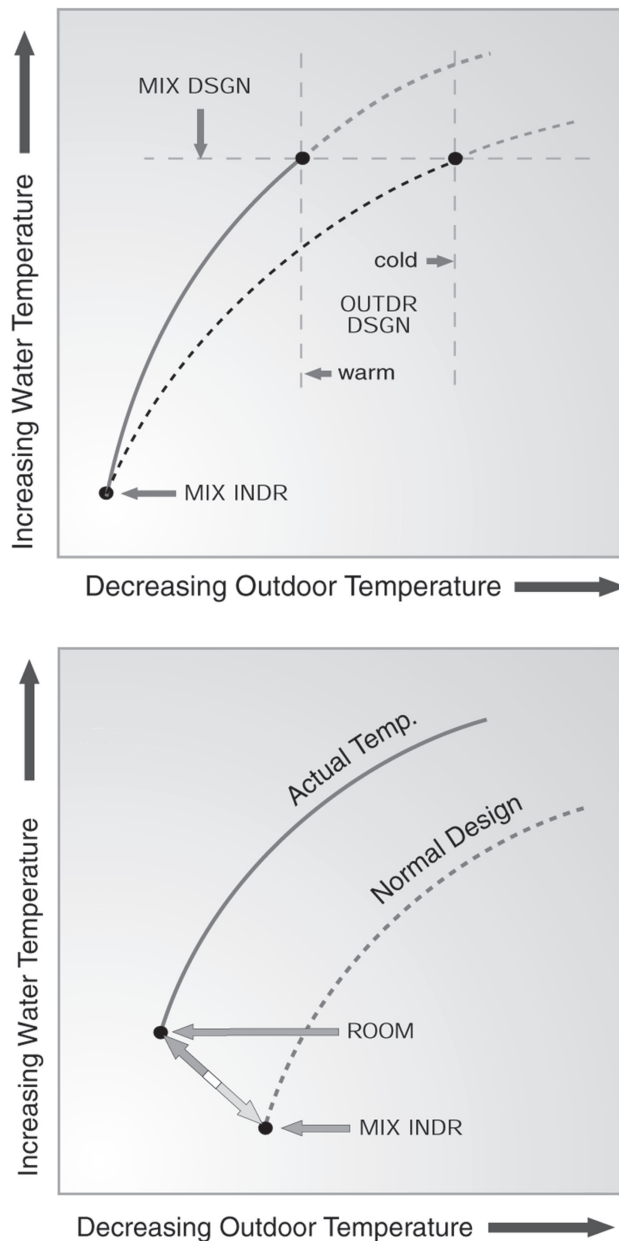 Increasing Water Temperature
MIX DSGN
cold
OUTDR
DSGN
warm
MIX INDR
Decreasing Outdoor Temperature
Increasing Water Temperature
Actual Temp.
Normal Design
ROOM
MIX INDR
Decreasing Outdoor Temperature